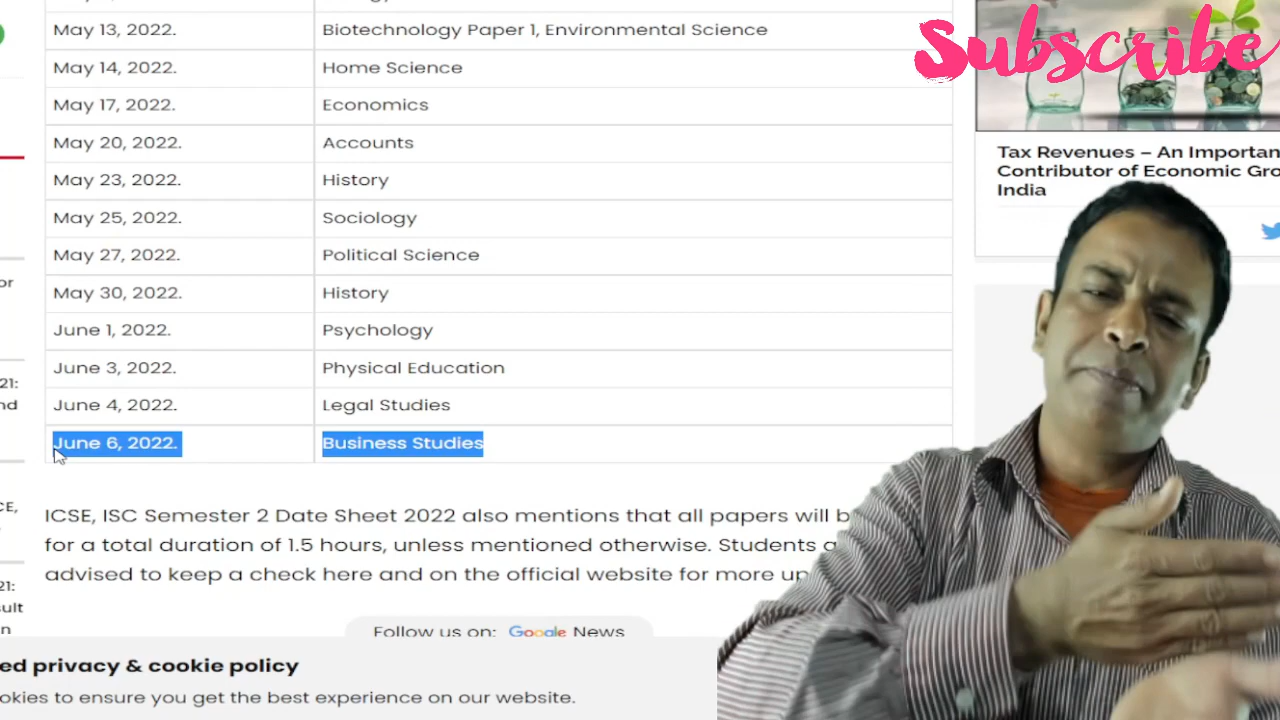 May 13, 2022. Biotechnology Paper 1, Environmental Science
May 14, 2022. Home Science
May 17, 2022. Economics
May 20, 2022. Accounts
May 23, 2022. History
May 25, 2022. Sociology
May 27, 2022. Political Science
May 30, 2022. History
June 1, 2022. Psychology
June 3, 2022. Physical Education
June 4, 2022. Legal Studies
June 6, 2022. Business Studies
ICSE, ISC Semester 2 Date Sheet 2022 also mentions that all papers will b
for a total duration of 1.5 hours, unless mentioned otherwise. Students a
advised to keep a check here and on the official website for more up
Follow us on: Google News
ed privacy & cookie policy
okies to ensure you get the best experience on our website.
Subscribe
Tax Revenues – An Importan
Contributor of Economic Gro
India
or
21:
nd
CE,
21:
sult
n